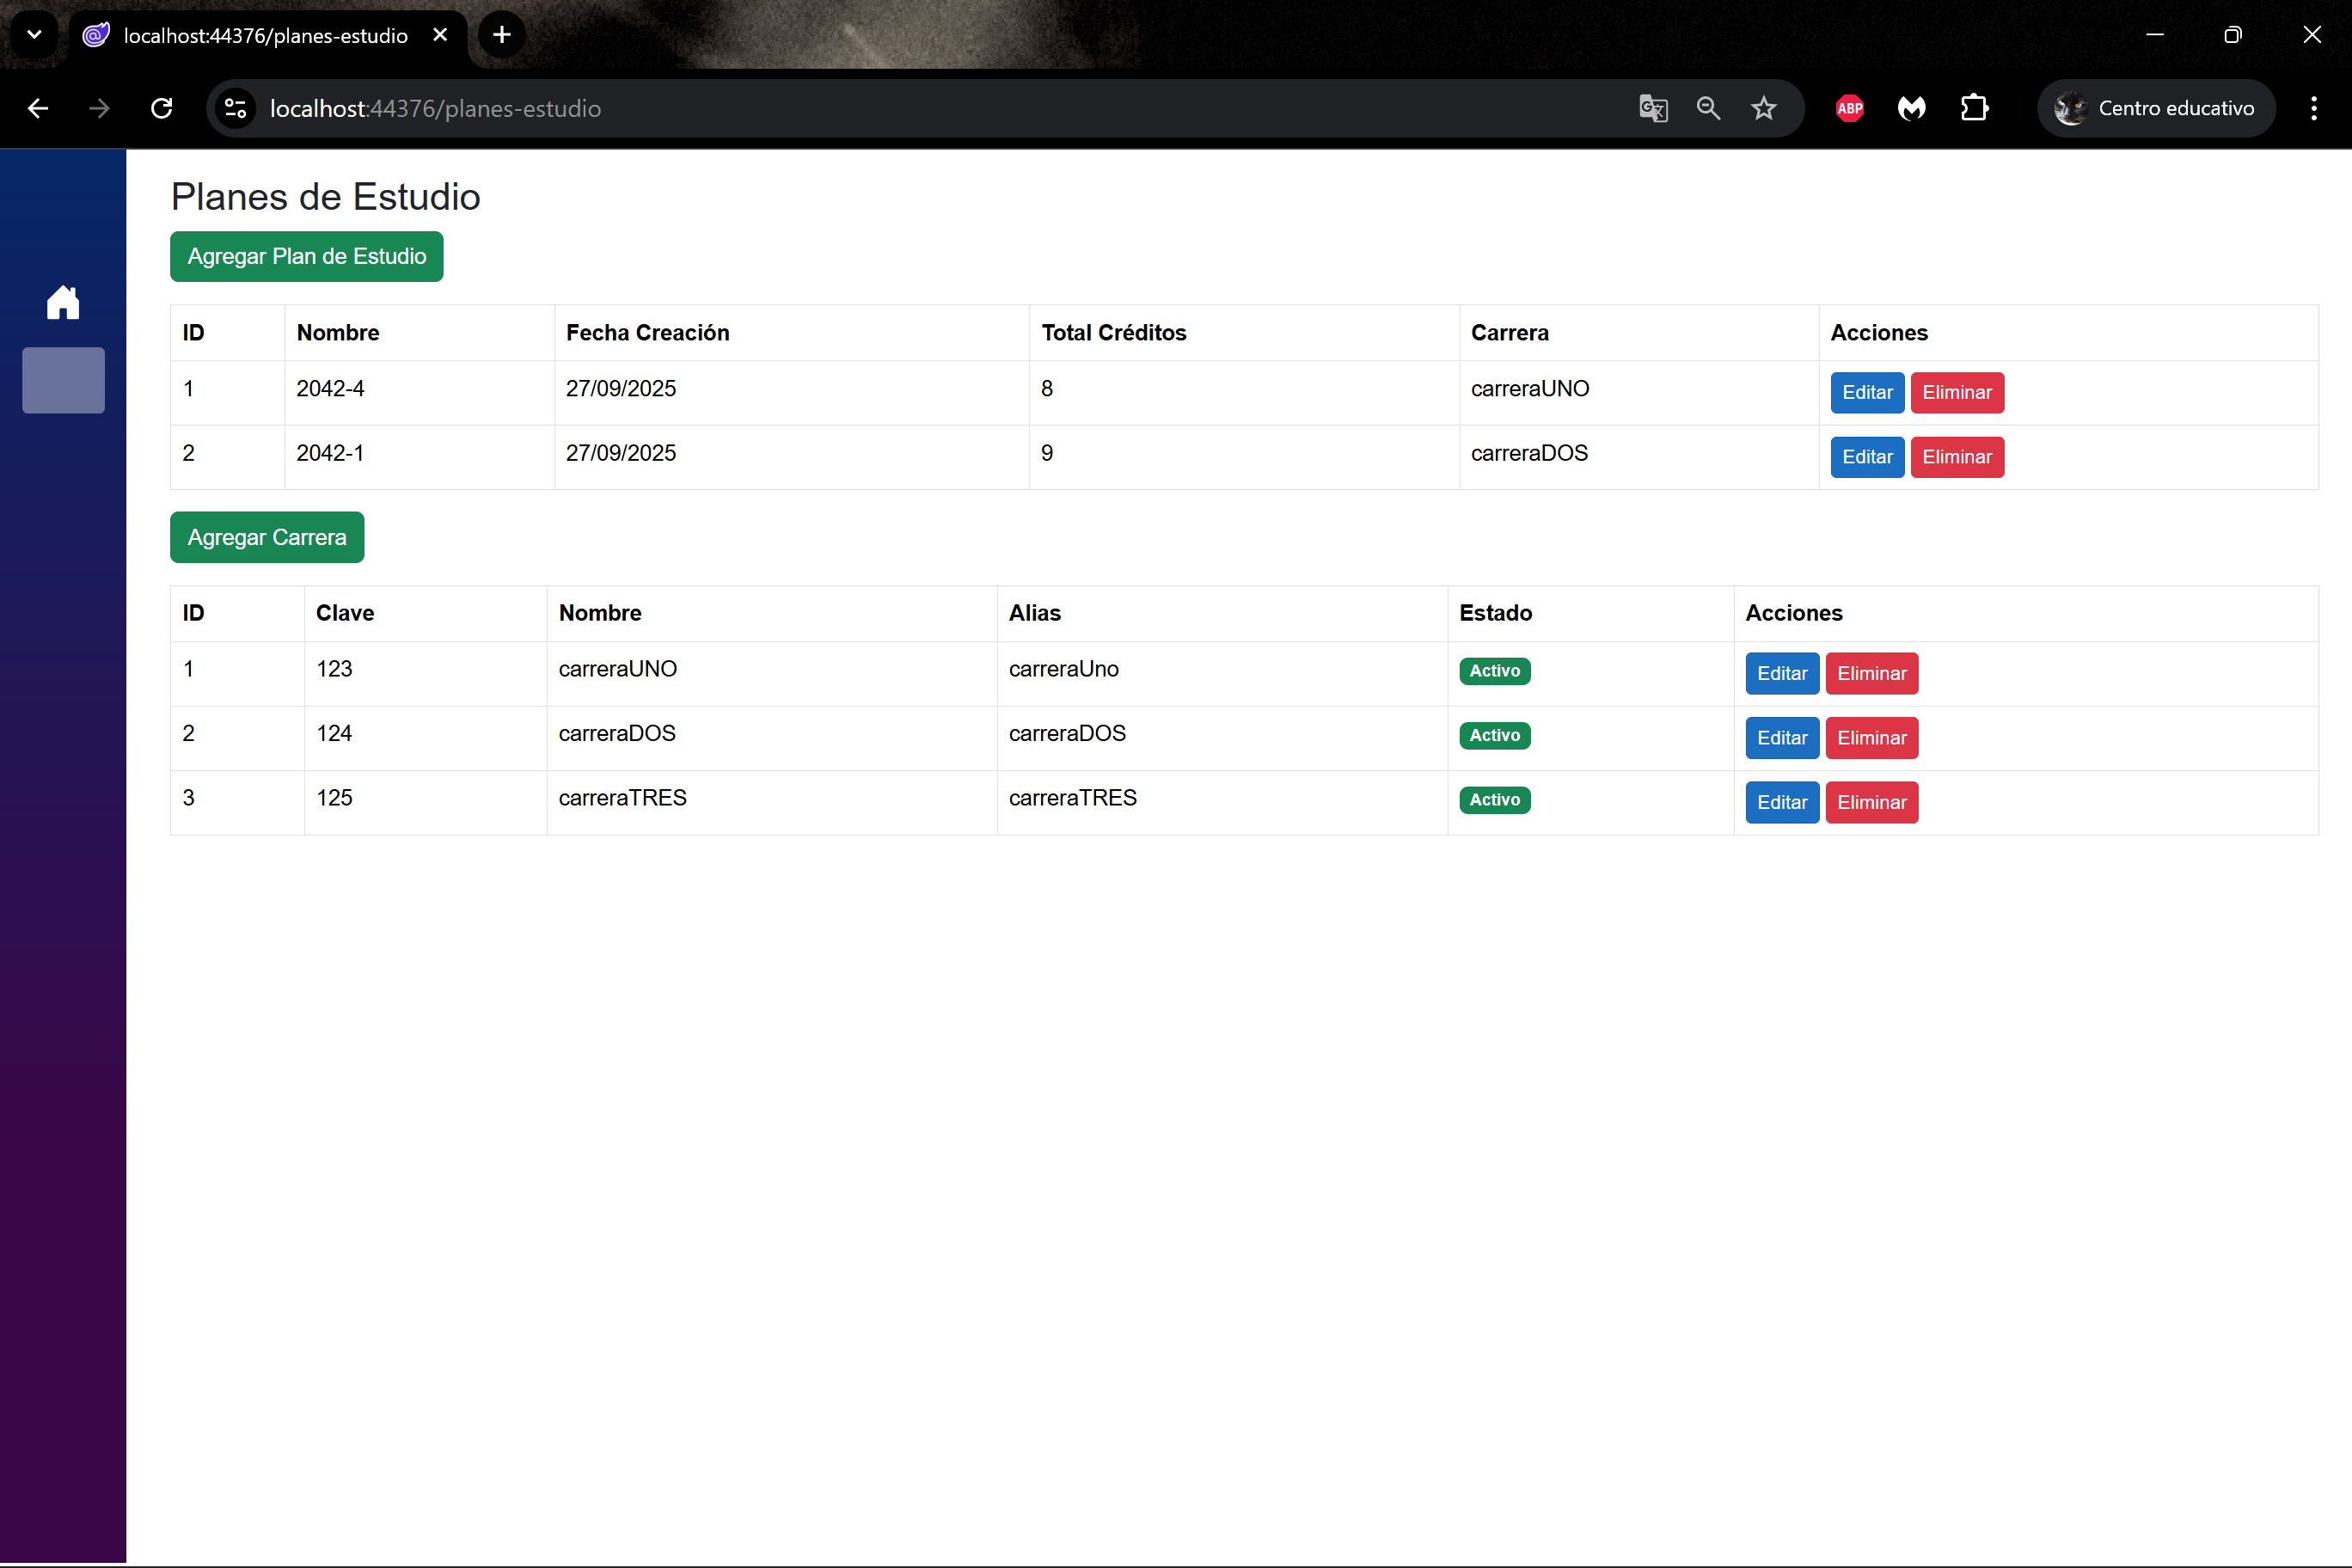 localhost:44376/planes-estudio
localhost:44376/planes-estudio
ABP
Centro educativo
Planes de Estudio
Agregar Plan de Estudio
ID Nombre Fecha Creación Total Créditos Carrera Acciones
1 2042-4 27/09/2025 8 carreraUNO Editar Eliminar
2 2042-1 27/09/2025 9 carreraDOS Editar Eliminar
Agregar Carrera
ID Clave Nombre Alias Estado Acciones
1 123 carreraUNO carreraUno Activo Editar Eliminar
2 124 carreraDOS carreraDOS Activo Editar Eliminar
3 125 carreraTRES carreraTRES Activo Editar Eliminar